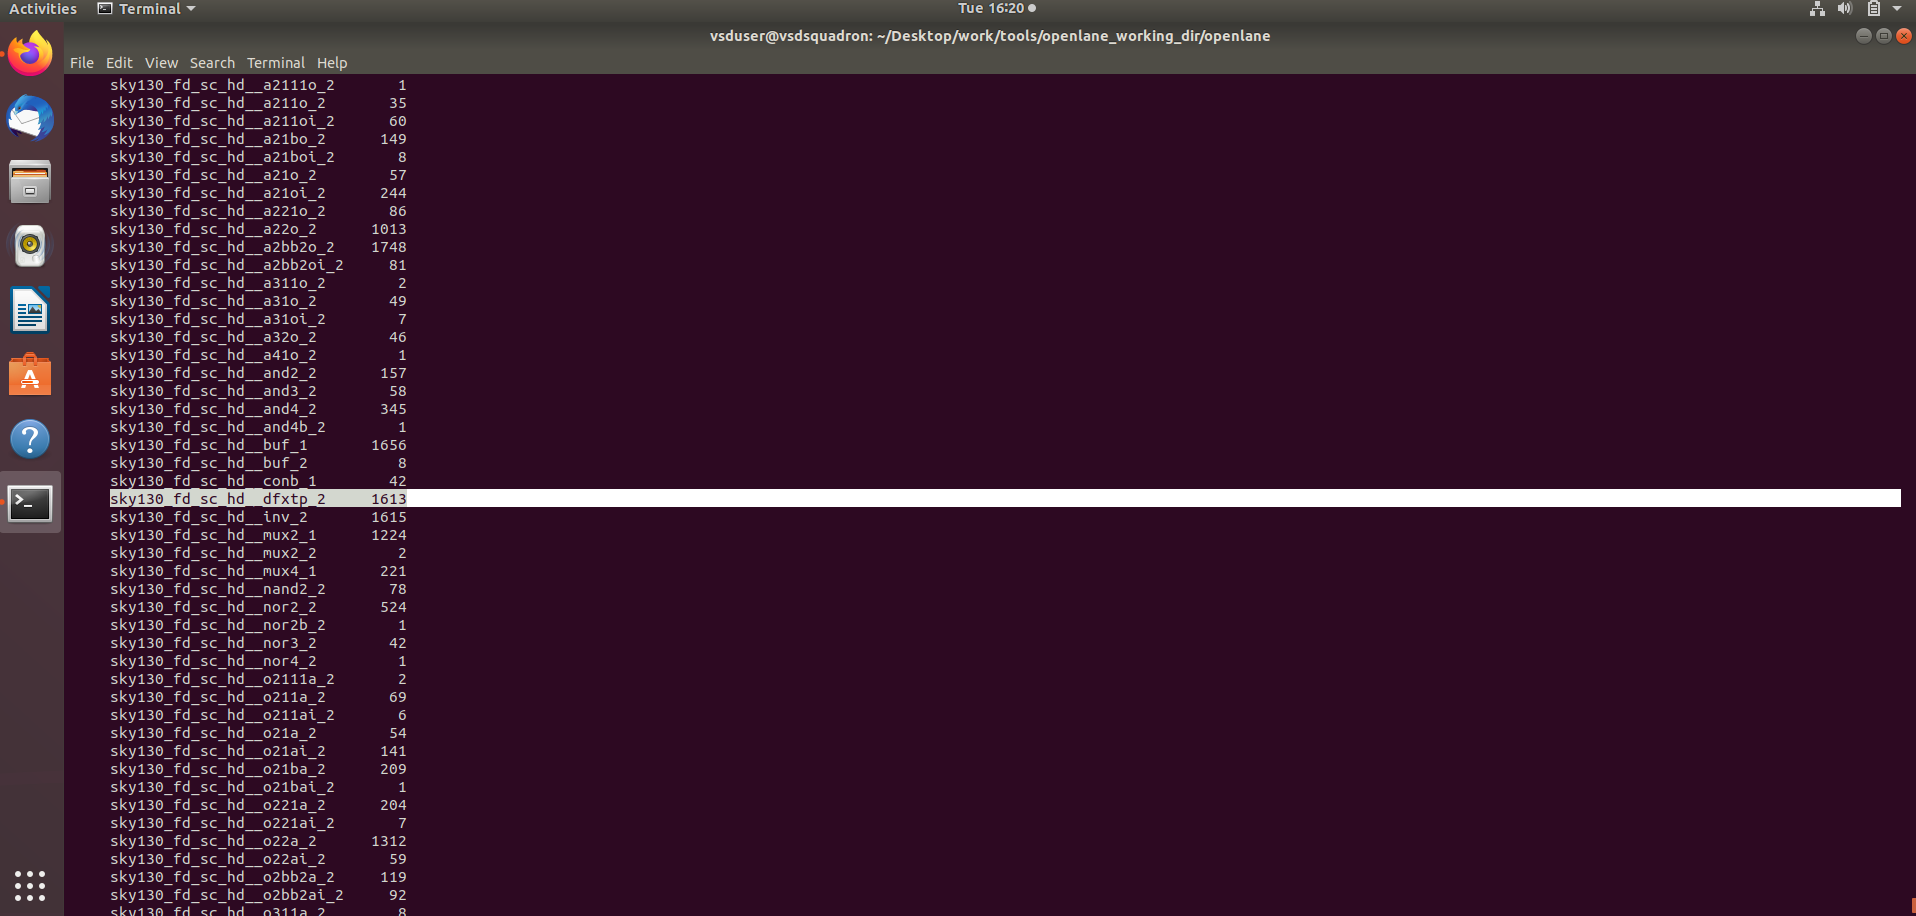 Activities Terminal Tue 16:20
vsduser@vsdsquadron: ~/Desktop/work/tools/openlane_working_dir/openlane
File Edit View Search Terminal Help
sky130_fd_sc_hd__a2111o_2 1
sky130_fd_sc_hd__a211o_2 35
sky130_fd_sc_hd__a211oi_2 60
sky130_fd_sc_hd__a21bo_2 149
sky130_fd_sc_hd__a21boi_2 8
sky130_fd_sc_hd__a21o_2 57
sky130_fd_sc_hd__a21oi_2 244
sky130_fd_sc_hd__a221o_2 86
sky130_fd_sc_hd__a22o_2 1013
sky130_fd_sc_hd__a2bb2o_2 1748
sky130_fd_sc_hd__a2bb2oi_2 81
sky130_fd_sc_hd__a311o_2 2
sky130_fd_sc_hd__a31o_2 49
sky130_fd_sc_hd__a31oi_2 7
sky130_fd_sc_hd__a32o_2 46
sky130_fd_sc_hd__a41o_2 1
sky130_fd_sc_hd__and2_2 157
sky130_fd_sc_hd__and3_2 58
sky130_fd_sc_hd__and4_2 345
sky130_fd_sc_hd__and4b_2 1
sky130_fd_sc_hd__buf_1 1656
sky130_fd_sc_hd__buf_2 8
sky130_fd_sc_hd__conb_1 42
sky130_fd_sc_hd__dfxtp_2 1613
sky130_fd_sc_hd__inv_2 1615
sky130_fd_sc_hd__mux2_1 1224
sky130_fd_sc_hd__mux2_2 2
sky130_fd_sc_hd__mux4_1 221
sky130_fd_sc_hd__nand2_2 78
sky130_fd_sc_hd__nor2_2 524
sky130_fd_sc_hd__nor2b_2 1
sky130_fd_sc_hd__nor3_2 42
sky130_fd_sc_hd__nor4_2 1
sky130_fd_sc_hd__o2111a_2 2
sky130_fd_sc_hd__o211a_2 69
sky130_fd_sc_hd__o211ai_2 6
sky130_fd_sc_hd__o21a_2 54
sky130_fd_sc_hd__o21ai_2 141
sky130_fd_sc_hd__o21ba_2 209
sky130_fd_sc_hd__o21bai_2 1
sky130_fd_sc_hd__o221a_2 204
sky130_fd_sc_hd__o221ai_2 7
sky130_fd_sc_hd__o22a_2 1312
sky130_fd_sc_hd__o22ai_2 59
sky130_fd_sc_hd__o2bb2a_2 119
sky130_fd_sc_hd__o2bb2ai_2 92
sky130_fd_sc_hd__o311a_2 8